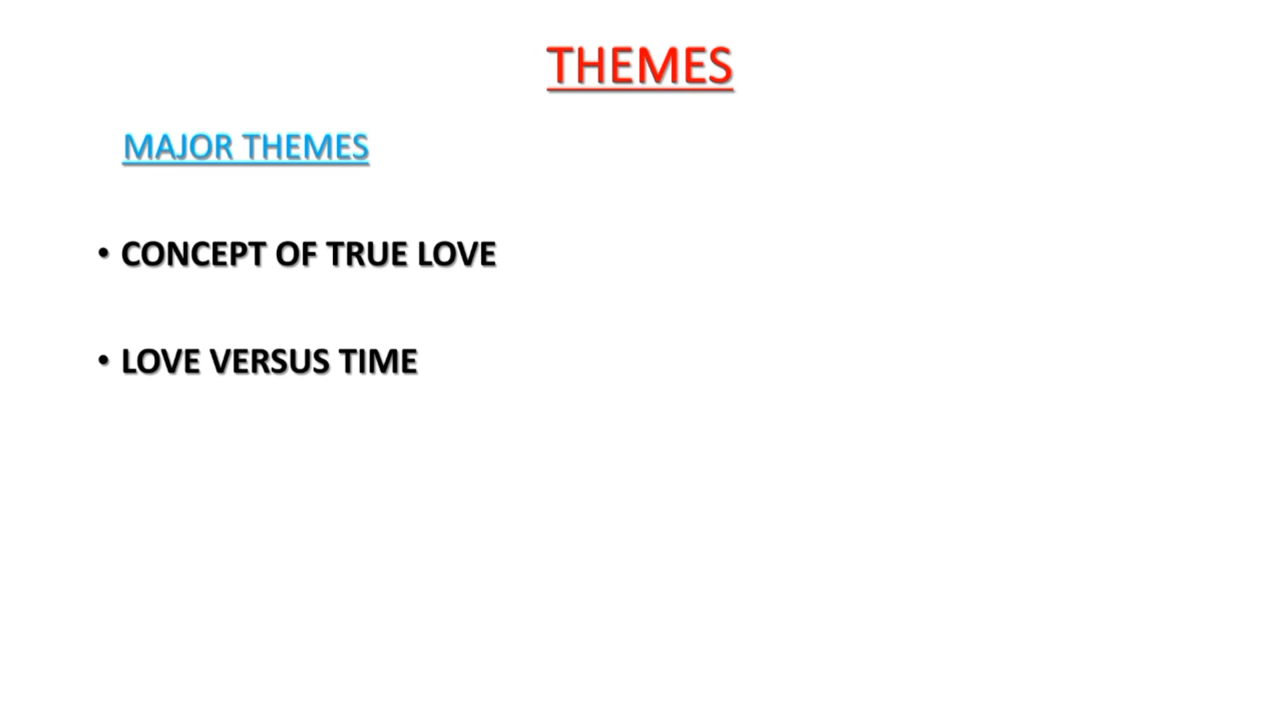 THEMES
MAJOR THEMES
• CONCEPT OF TRUE LOVE
• LOVE VERSUS TIME